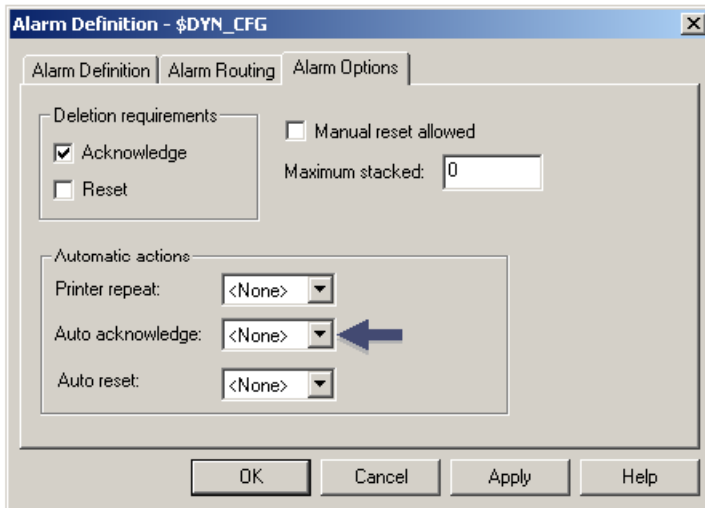 Alarm Definition - $DYN_CFG
Alarm Definition Alarm Routing Alarm Options
Deletion requirements
Acknowledge
Reset
Manual reset allowed
Maximum stacked: 0
Automatic actions
Printer repeat: <None>
Auto acknowledge: <None>
Auto reset: <None>
OK Cancel Apply Help